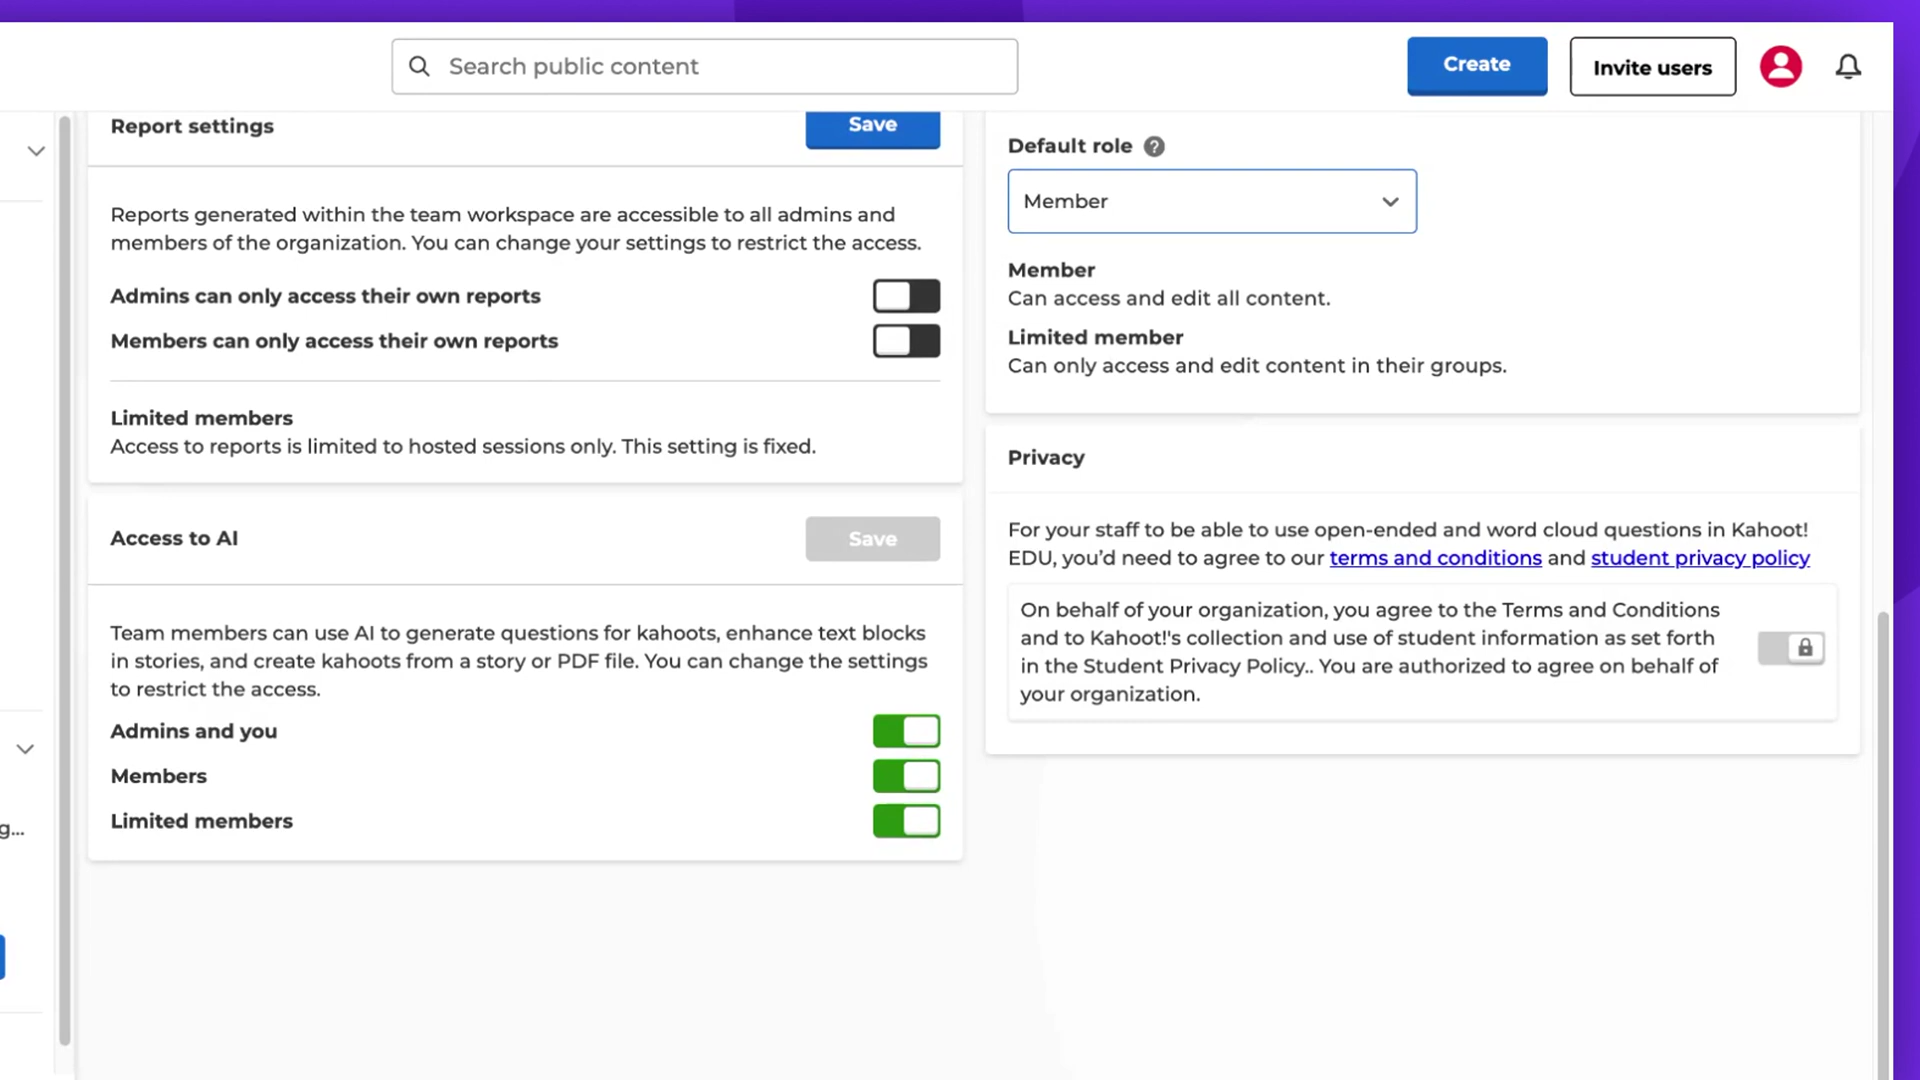 Search public content
Create
Invite users
Report settings
Save
Reports generated within the team workspace are accessible to all admins and
members of the organization. You can change your settings to restrict the access.
Admins can only access their own reports
Members can only access their own reports
Limited members
Access to reports is limited to hosted sessions only. This setting is fixed.
Access to AI
Save
Team members can use AI to generate questions for kahoots, enhance text blocks
in stories, and create kahoots from a story or PDF file. You can change the settings
to restrict the access.
Admins and you
Members
Limited members
Default role ?
Member
Member
Can access and edit all content.
Limited member
Can only access and edit content in their groups.
Privacy
For your staff to be able to use open-ended and word cloud questions in Kahoot!
EDU, you’d need to agree to our terms and conditions and student privacy policy
On behalf of your organization, you agree to the Terms and Conditions
and to Kahoot!'s collection and use of student information as set forth
in the Student Privacy Policy.. You are authorized to agree on behalf of
your organization.
g...